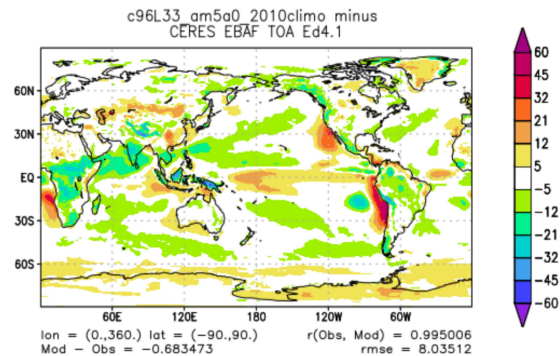 c96L33_am5a0_2010climo minus
CERES EBAF TOA Ed4.1
60N
30N
EQ
30S
60S
60E
120E
180
120W
60W
60
45
32
21
12
5
-5
-12
-21
-32
-45
-60
lon = (0.,360.) lat = (-90.,90.)
r(Obs, Mod) = 0.995006
Mod - Obs = -0.683473
rmse = 8.03512